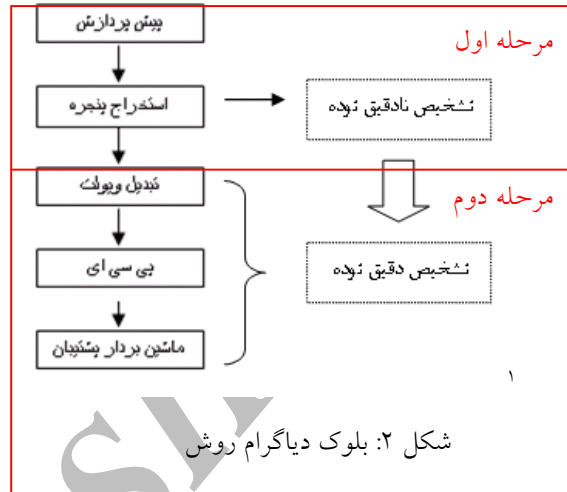 پیش پردازش
مرحله اول
استخراج پنجره
تشخیص نادقیق توده
تبدیل ویولت
مرحله دوم
پی سی ای
تشخیص دقیق توده
ماشین بردار پشتیبان
۱
شکل ۲: بلوک دیاگرام روش